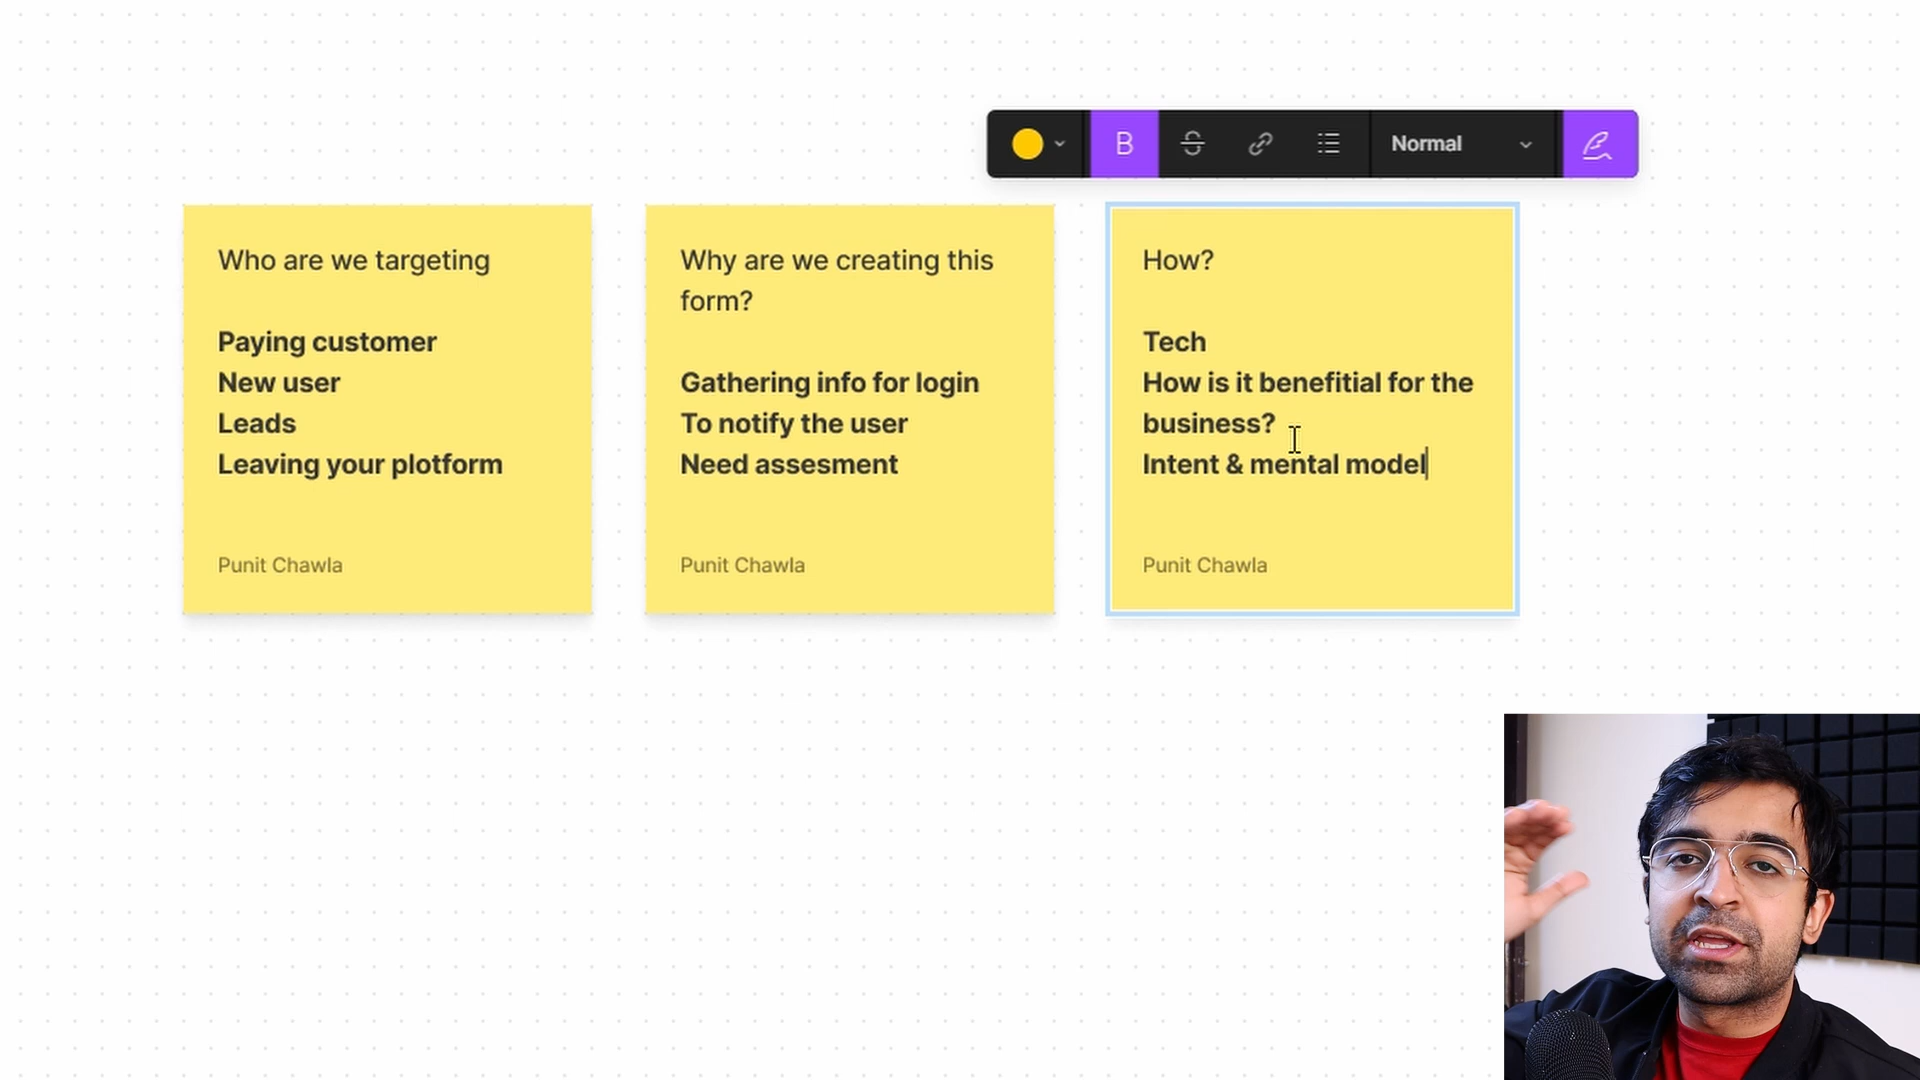 B
Normal
Who are we targeting
Paying customer
New user
Leads
Leaving your plotform
Punit Chawla
Why are we creating this
form?
Gathering info for login
To notify the user
Need assesment
Punit Chawla
How?
Tech
How is it benefitial for the
business?
Intent & mental model
Punit Chawla